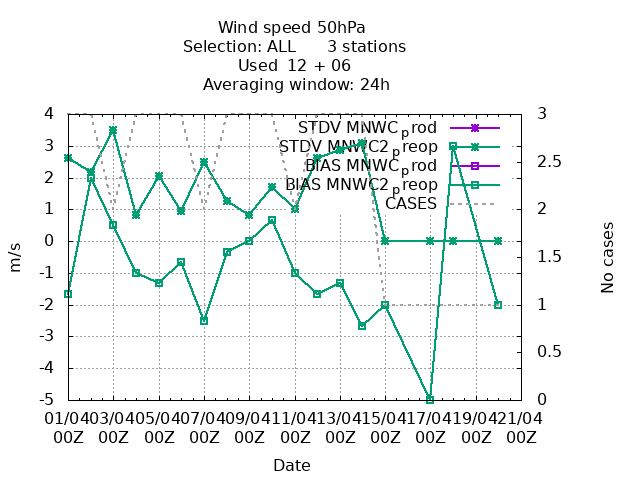 Wind speed 50hPa
Selection: ALL 3 stations
Used 12 + 06
Averaging window: 24h
STDV MNWC_prod
STDV MNWC2_preop
BIAS MNWC_prod
BIAS MNWC2_preop
CASES
4
3
2
1
0
-1
-2
-3
-4
-5
m/s
3
2.5
2
1.5
1
0.5
0
No cases
01/04 03/04 05/04 07/04 09/04 11/04 13/04 15/04 17/04 19/04 21/04
00Z 00Z 00Z 00Z 00Z 00Z 00Z 00Z 00Z 00Z 00Z
Date